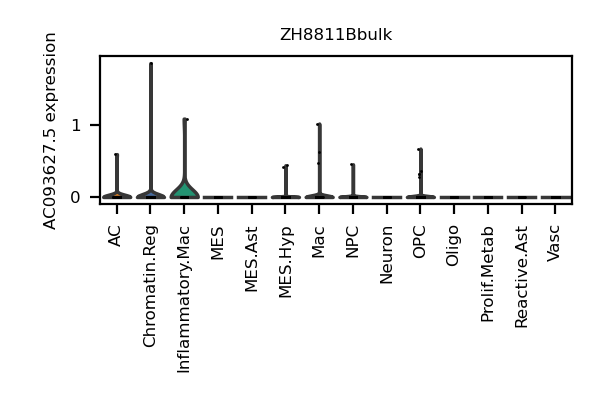 ZH8811Bbulk
AC093627.5 expression
1
0
AC
Chromatin.Reg
Inflammatory.Mac
MES
MES.Ast
MES.Hyp
Mac
NPC
Neuron
OPC
Oligo
Prolif.Metab
Reactive.Ast
Vasc